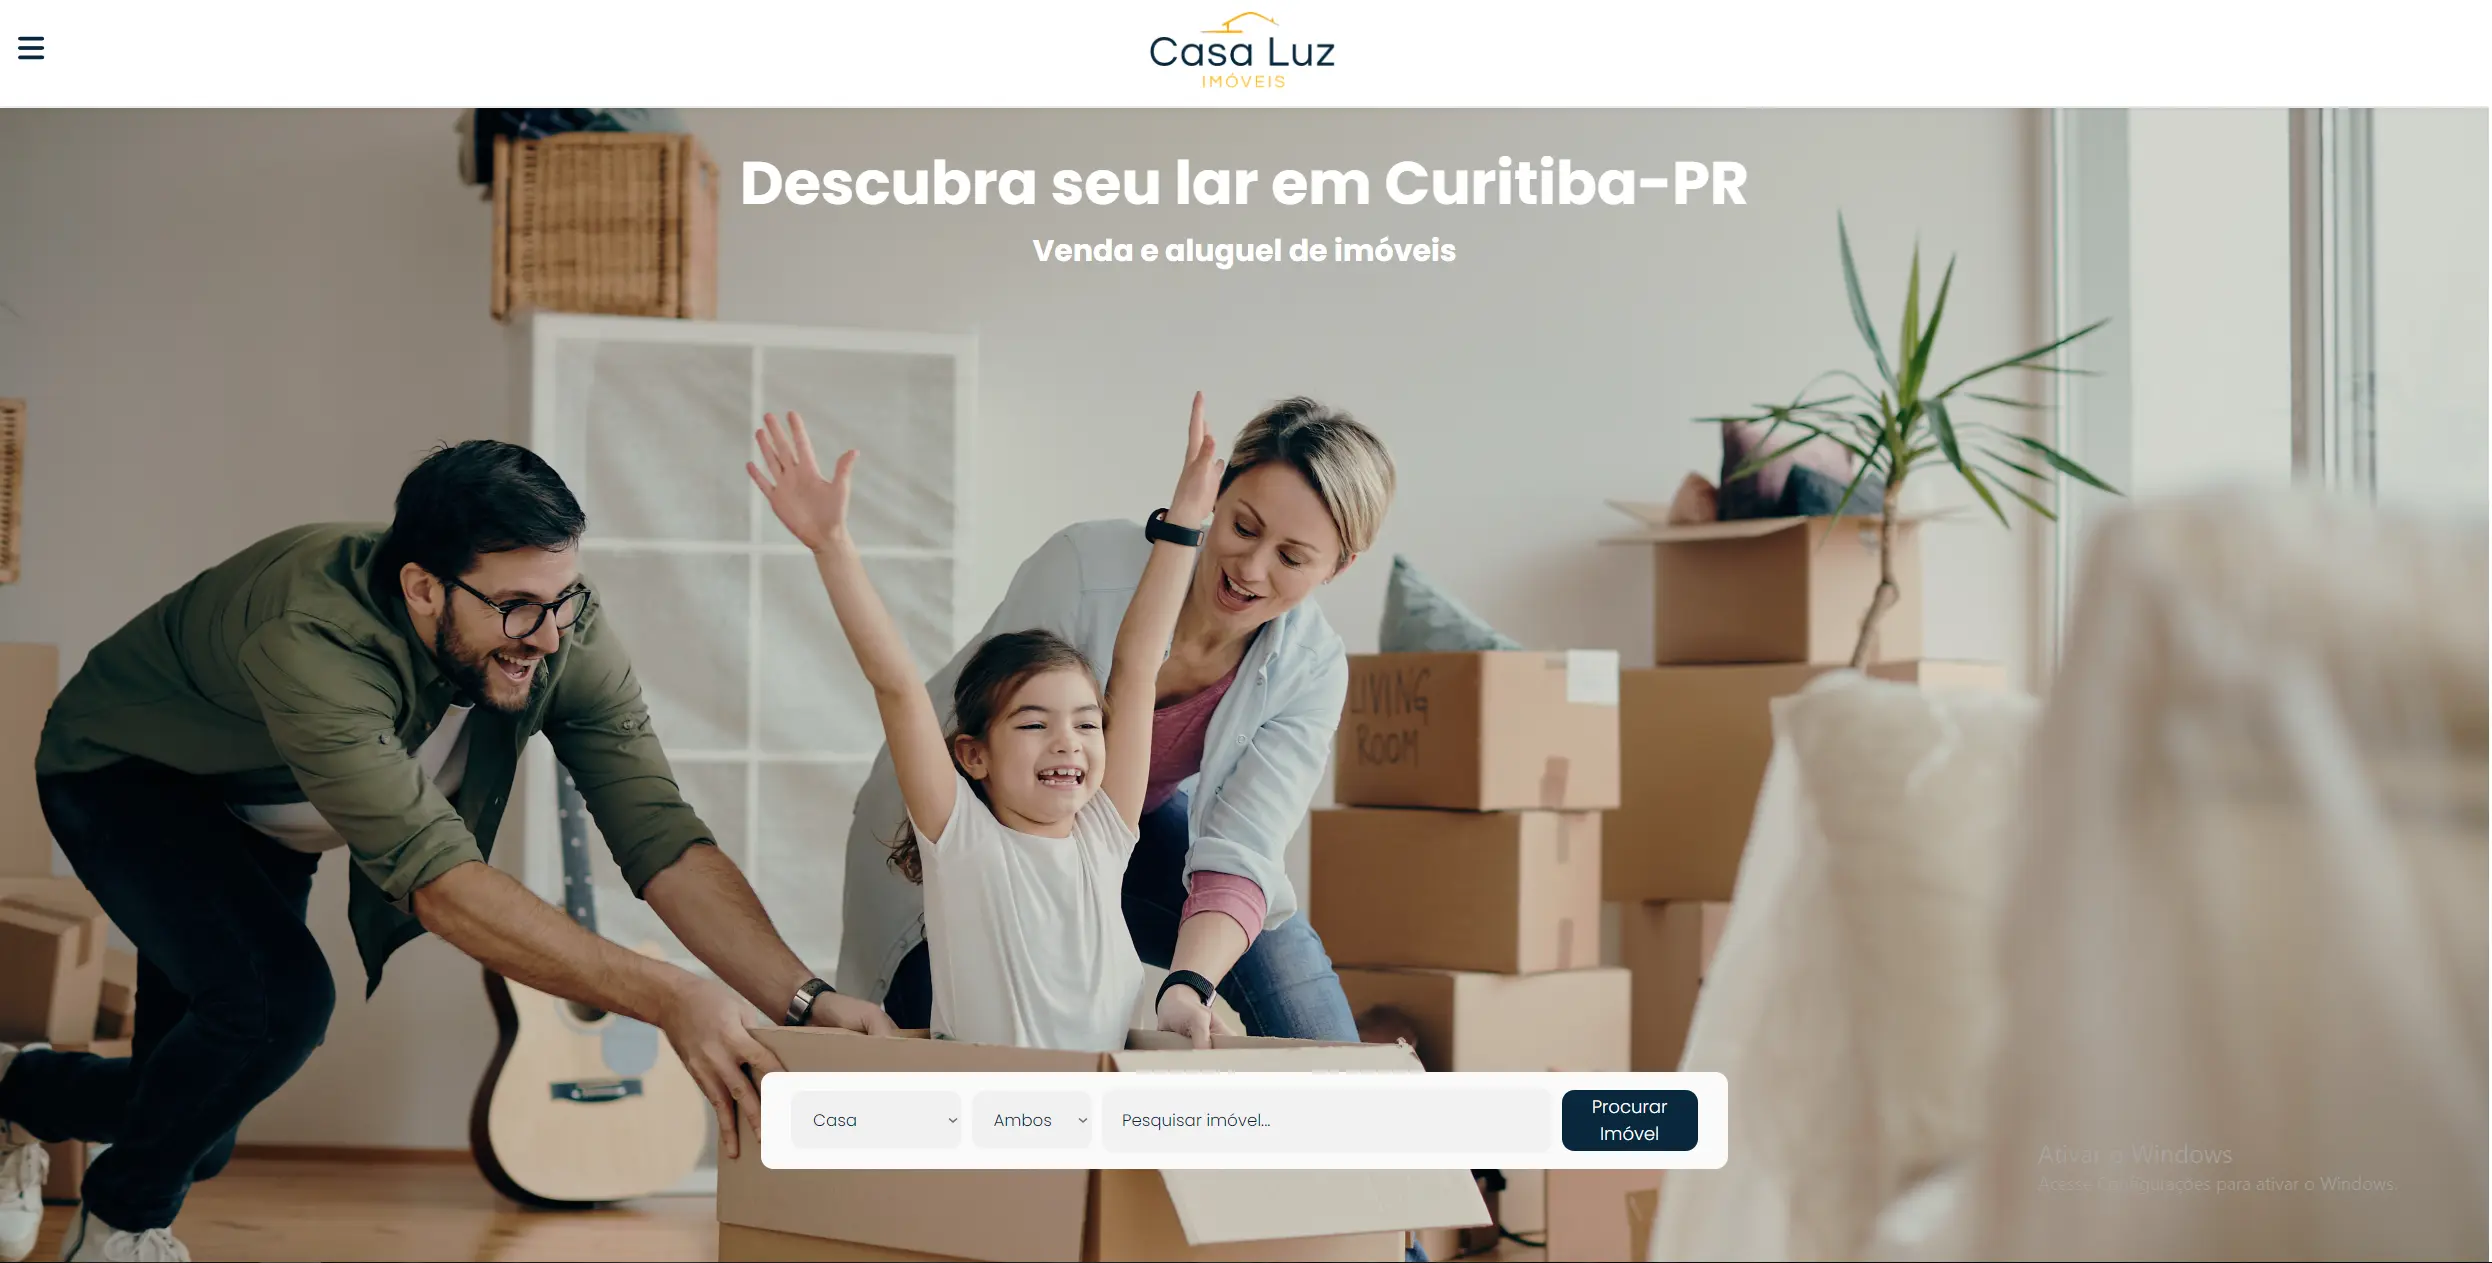 Casa Luz
IMÓVEIS
Descubra seu lar em Curitiba-PR
Venda e aluguel de imóveis
LIVING
ROOM
Casa
Ambos
Pesquisar imóvel...
Procurar
Imóvel
Ativar o Windows
Acesse Configurações para ativar o Windows.